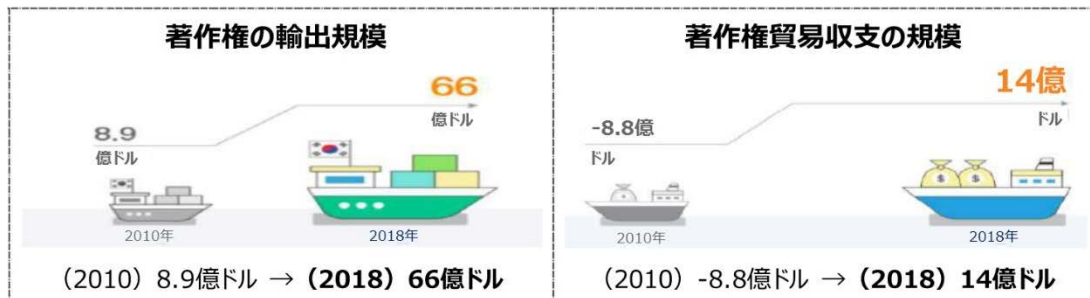 著作権の輸出規模
66
億ドル
8.9
億ドル
2010年
2018年
（2010）8.9億ドル → （2018）66億ドル
著作権貿易収支の規模
14億
ドル
-8.8億
ドル
$ $
$
2010年
2018年
（2010）-8.8億ドル → （2018）14億ドル